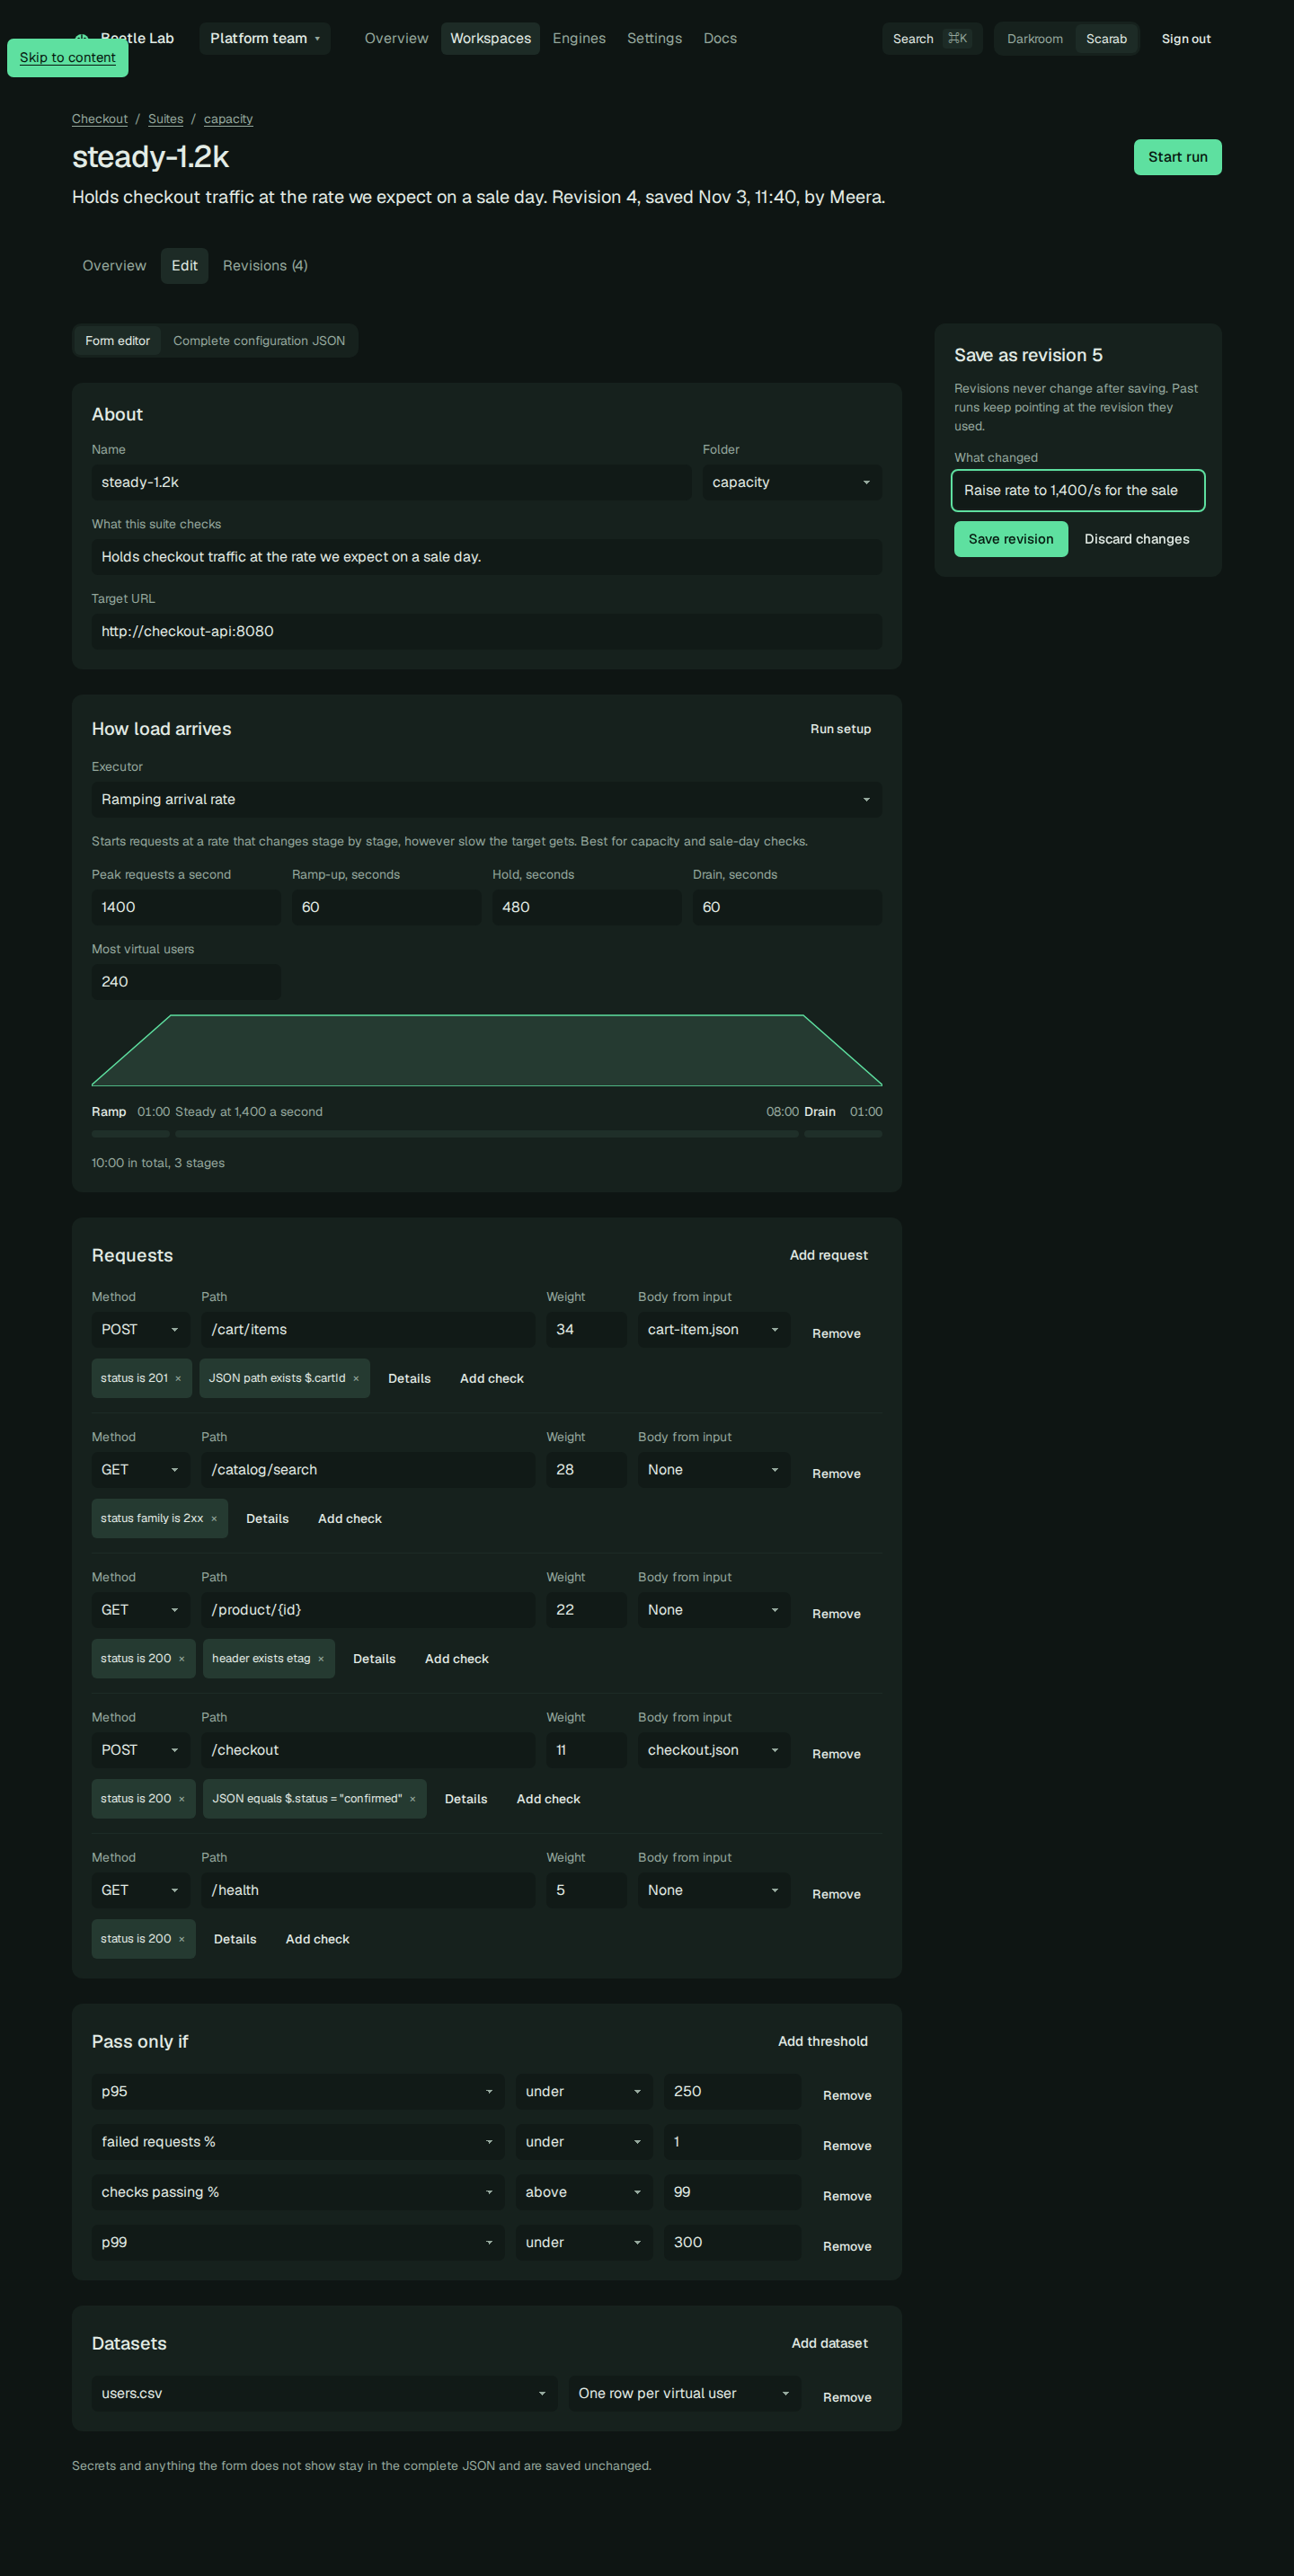 Beetle Lab
Platform team
Overview
Workspaces
Engines
Settings
Docs
Search ⌘K
Darkroom
Scarab
Sign out
Skip to content
Checkout / Suites / capacity
steady-1.2k
Start run
Holds checkout traffic at the rate we expect on a sale day. Revision 4, saved Nov 3, 11:40, by Meera.
Overview
Edit
Revisions (4)
Form editor
Complete configuration JSON
About
Name
Folder
steady-1.2k
capacity
What this suite checks
Holds checkout traffic at the rate we expect on a sale day.
Target URL
http://checkout-api:8080
Save as revision 5
Revisions never change after saving. Past
runs keep pointing at the revision they
used.
What changed
Raise rate to 1,400/s for the sale
Save revision
Discard changes
How load arrives
Run setup
Executor
Ramping arrival rate
Starts requests at a rate that changes stage by stage, however slow the target gets. Best for capacity and sale-day checks.
Peak requests a second
Ramp-up, seconds
Hold, seconds
Drain, seconds
1400
60
480
60
Most virtual users
240
Ramp 01:00
Steady at 1,400 a second 08:00
Drain 01:00
10:00 in total, 3 stages
Requests
Add request
Method
Path
Weight
Body from input
POST
/cart/items
34
cart-item.json
Remove
status is 201 ×
JSON path exists $.cartId ×
Details
Add check
Method
Path
Weight
Body from input
GET
/catalog/search
28
None
Remove
status family is 2xx ×
Details
Add check
Method
Path
Weight
Body from input
GET
/product/{id}
22
None
Remove
status is 200 ×
header exists etag ×
Details
Add check
Method
Path
Weight
Body from input
POST
/checkout
11
checkout.json
Remove
status is 200 ×
JSON equals $.status = "confirmed" ×
Details
Add check
Method
Path
Weight
Body from input
GET
/health
5
None
Remove
status is 200 ×
Details
Add check
Pass only if
Add threshold
p95
under
250
Remove
failed requests %
under
1
Remove
checks passing %
above
99
Remove
p99
under
300
Remove
Datasets
Add dataset
users.csv
One row per virtual user
Remove
Secrets and anything the form does not show stay in the complete JSON and are saved unchanged.